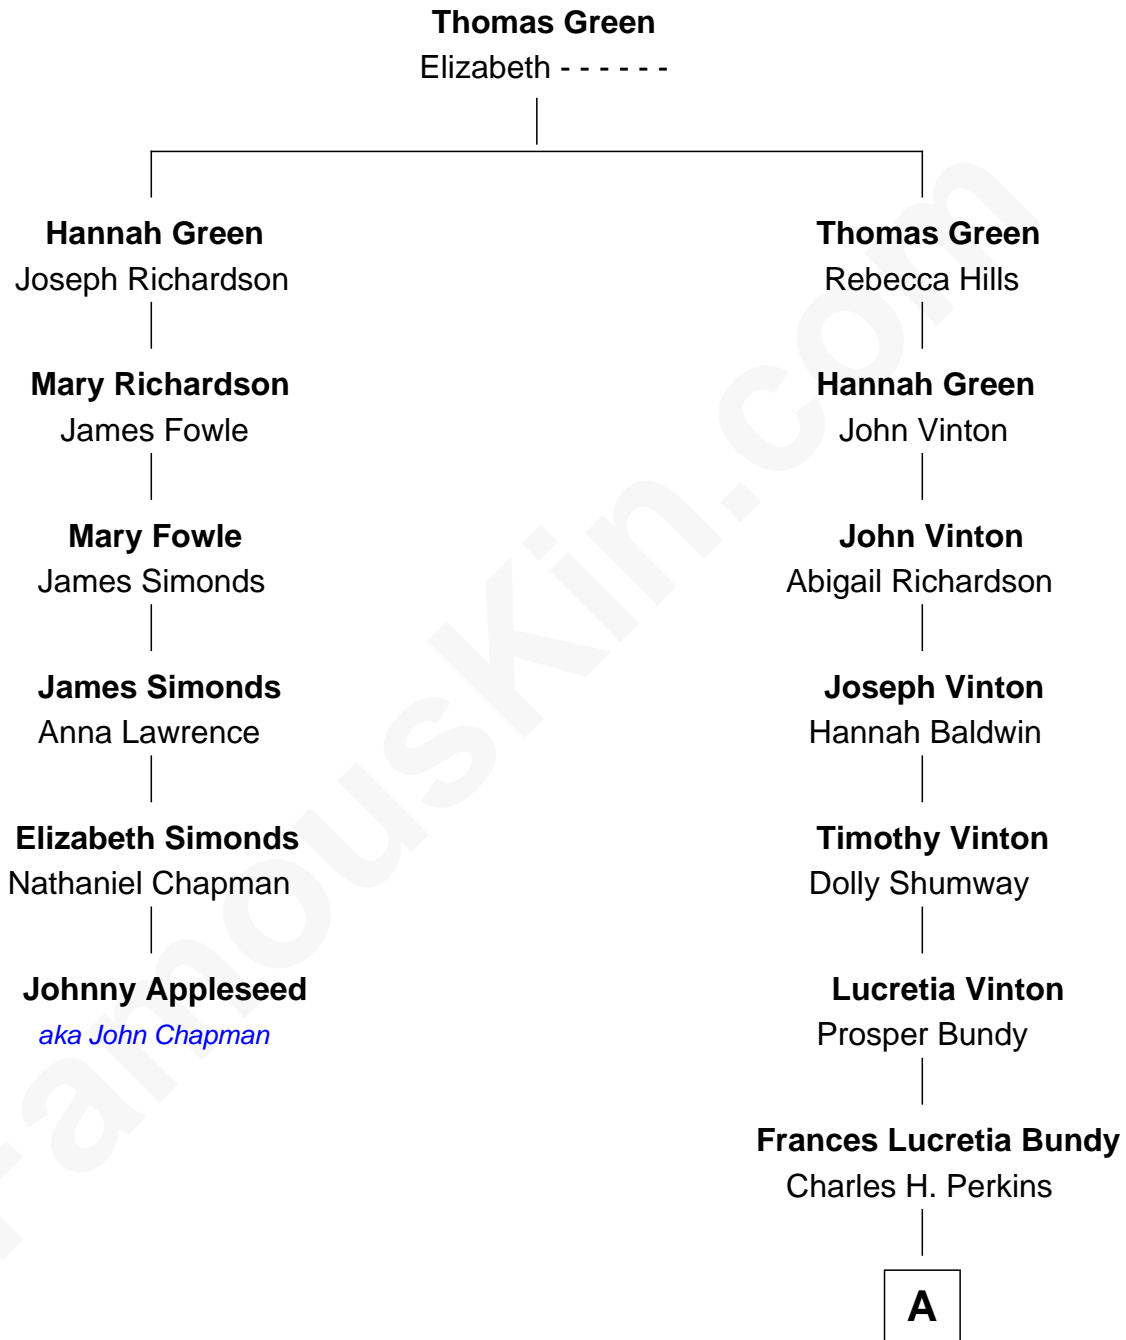 Thomas Green
Elizabeth - - - - - -
Hannah Green
Joseph Richardson
Thomas Green
Rebecca Hills
Mary Richardson
James Fowle
Hannah Green
John Vinton
Mary Fowle
James Simonds
John Vinton
Abigail Richardson
James Simonds
Anna Lawrence
Joseph Vinton
Hannah Baldwin
Elizabeth Simonds
Nathaniel Chapman
Timothy Vinton
Dolly Shumway
Johnny Appleseed
aka John Chapman
Lucretia Vinton
Prosper Bundy
Frances Lucretia Bundy
Charles H. Perkins
A
FamousKin.com